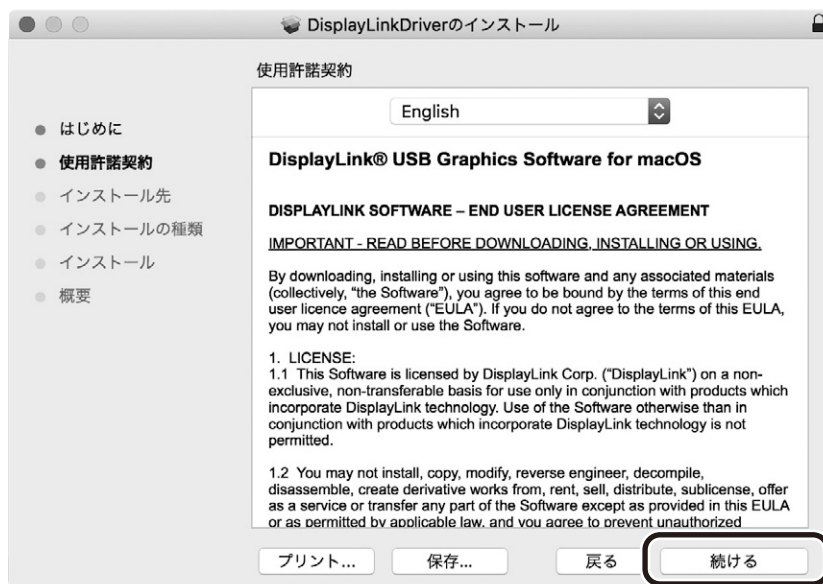 DisplayLinkDriverのインストール
使用許諾契約
はじめに
使用許諾契約
インストール先
インストールの種類
インストール
概要
English
DisplayLink® USB Graphics Software for macOS
DISPLAYLINK SOFTWARE – END USER LICENSE AGREEMENT
IMPORTANT - READ BEFORE DOWNLOADING, INSTALLING OR USING.
By downloading, installing or using this software and any associated materials
(collectively, “the Software”), you agree to be bound by the terms of this end
user licence agreement (“EULA”). If you do not agree to the terms of this EULA,
you may not install or use the Software.
1. LICENSE:
1.1 This Software is licensed by DisplayLink Corp. (“DisplayLink”) on a non-
exclusive, non-transferable basis for use only in conjunction with products which
incorporate DisplayLink technology. Use of the Software otherwise than in
conjunction with products which incorporate DisplayLink technology is not
permitted.
1.2 You may not install, copy, modify, reverse engineer, decompile,
disassemble, create derivative works from, rent, sell, distribute, sublicense, offer
as a service or transfer any part of the Software except as provided in this EULA
or as permitted by applicable law, and you agree to prevent unauthorized
プリント...
保存...
戻る
続ける